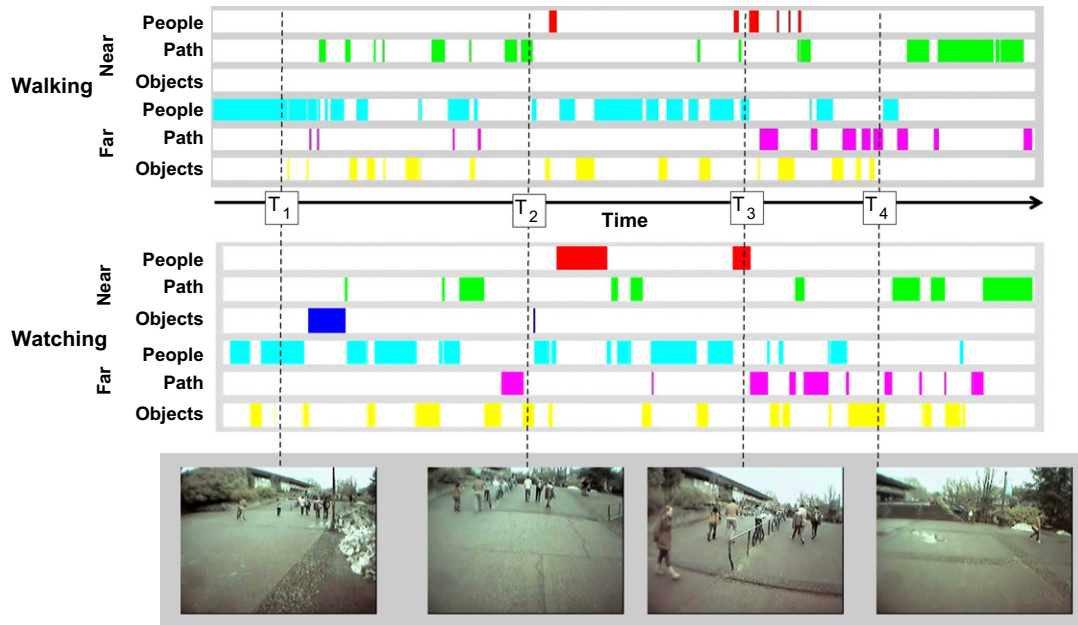 People
Near
Path
Walking
Objects
People
Far
Path
Objects
T1
T2
T3
T4
Time
People
Near
Path
Objects
Watching
People
Far
Path
Objects